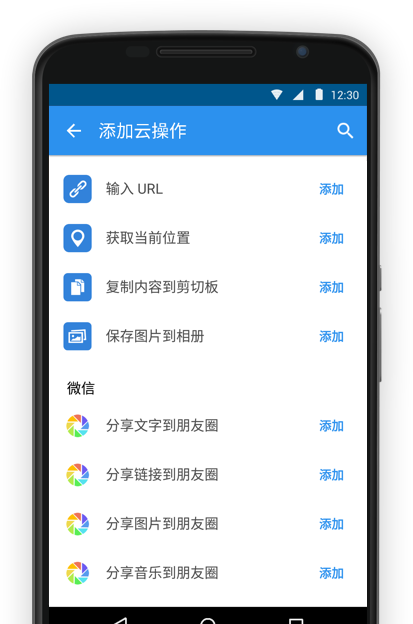 12:30
添加云操作
输入 URL 添加
获取当前位置 添加
复制内容到剪切板 添加
保存图片到相册 添加
微信
分享文字到朋友圈 添加
分享链接到朋友圈 添加
分享图片到朋友圈 添加
分享音乐到朋友圈 添加